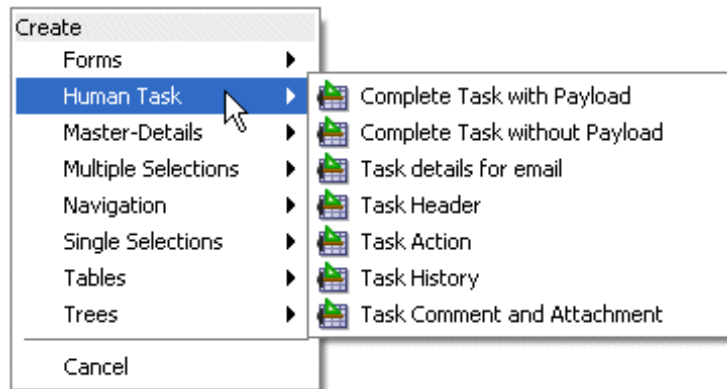 Create
Forms
Human Task
Master-Details
Multiple Selections
Navigation
Single Selections
Tables
Trees
Cancel
Complete Task with Payload
Complete Task without Payload
Task details for email
Task Header
Task Action
Task History
Task Comment and Attachment